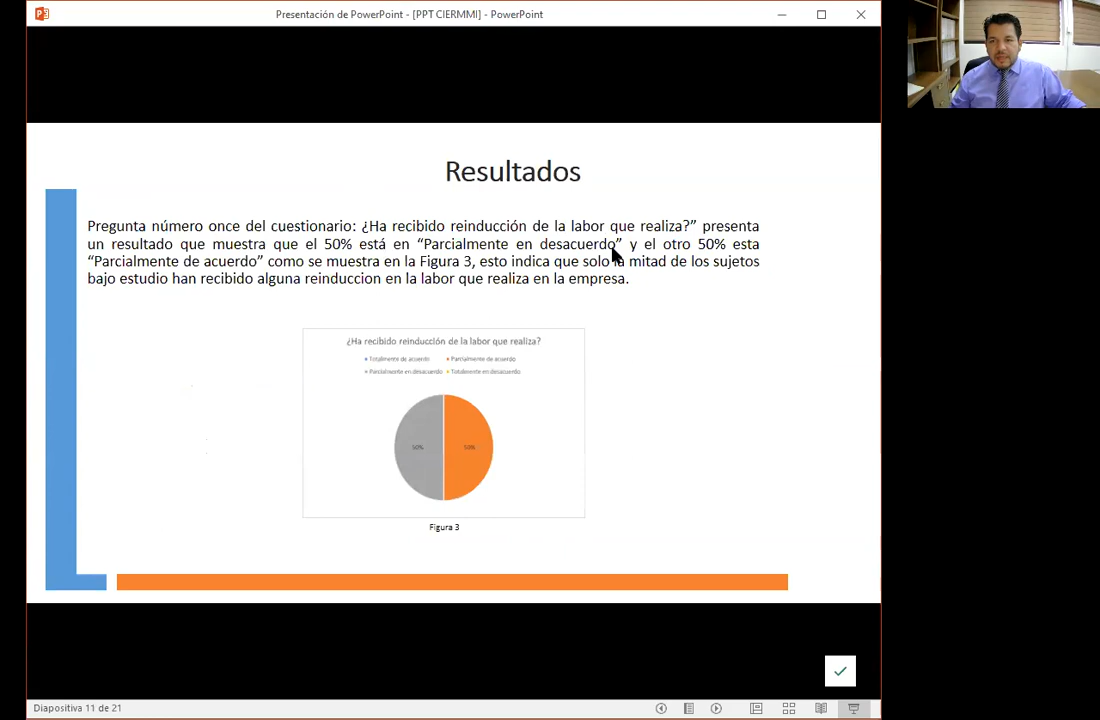 Presentación de PowerPoint - [PPT CIERMMI] - PowerPoint
Resultados
Pregunta número once del cuestionario: ¿Ha recibido reinducción de la labor que realiza?” presenta
un resultado que muestra que el 50% está en “Parcialmente en desacuerdo” y el otro 50% esta
“Parcialmente de acuerdo” como se muestra en la Figura 3, esto indica que solo la mitad de los sujetos
bajo estudio han recibido alguna reinduccion en la labor que realiza en la empresa.
¿Ha recibido reinducción de la labor que realiza?
Totalmente de acuerdo Parcialmente de acuerdo
Parcialmente en desacuerdo Totalmente en desacuerdo
50% 50%
Figura 3
Diapositiva 11 de 21